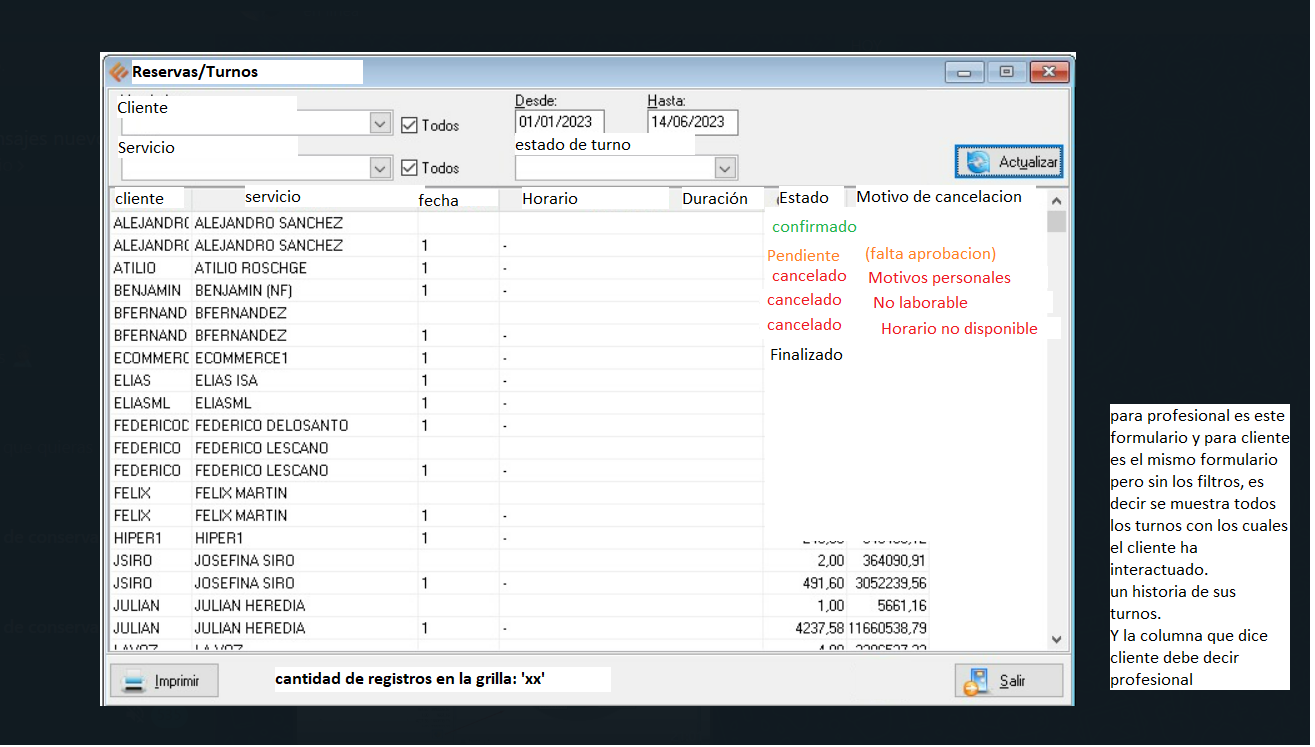 Reservas/Turnos
Cliente
Todos
Desde:
01/01/2023
Hasta:
14/06/2023
Servicio
Todos
estado de turno
Actualizar
cliente servicio fecha Horario Duración Estado Motivo de cancelacion
ALEJANDRO ALEJANDRO SANCHEZ confirmado
ALEJANDRO ALEJANDRO SANCHEZ 1 - Pendiente (falta aprobacion)
ATILIO ATILIO ROSCHGE 1 - cancelado Motivos personales
BENJAMIN BENJAMIN (NF) 1 - cancelado No laborable
BFERNAND BFERNANDEZ cancelado Horario no disponible
BFERNAND BFERNANDEZ 1 - Finalizado
ECOMMERC ECOMMERCE1 1 -
ELIAS ELIAS ISA 1 -
ELIASML ELIASML 1 -
FEDERICOD FEDERICO DELOSANTO 1 -
FEDERICO FEDERICO LESCANO
FEDERICO FEDERICO LESCANO 1 -
FELIX FELIX MARTIN
FELIX FELIX MARTIN 1 -
HIPER1 HIPER1 1 -
JSIRO JOSEFINA SIRO 2,00 364090,91
JSIRO JOSEFINA SIRO 1 - 491,60 3052239,56
JULIAN JULIAN HEREDIA 1,00 5661,16
JULIAN JULIAN HEREDIA 1 - 4237,58 11660538,79
Imprimir
cantidad de registros en la grilla: 'xx'
Salir
para profesional es este
formulario y para cliente
es el mismo formulario
pero sin los filtros, es
decir se muestra todos
los turnos con los cuales
el cliente ha
interactuado.
un historia de sus
turnos.
Y la columna que dice
cliente debe decir
profesional